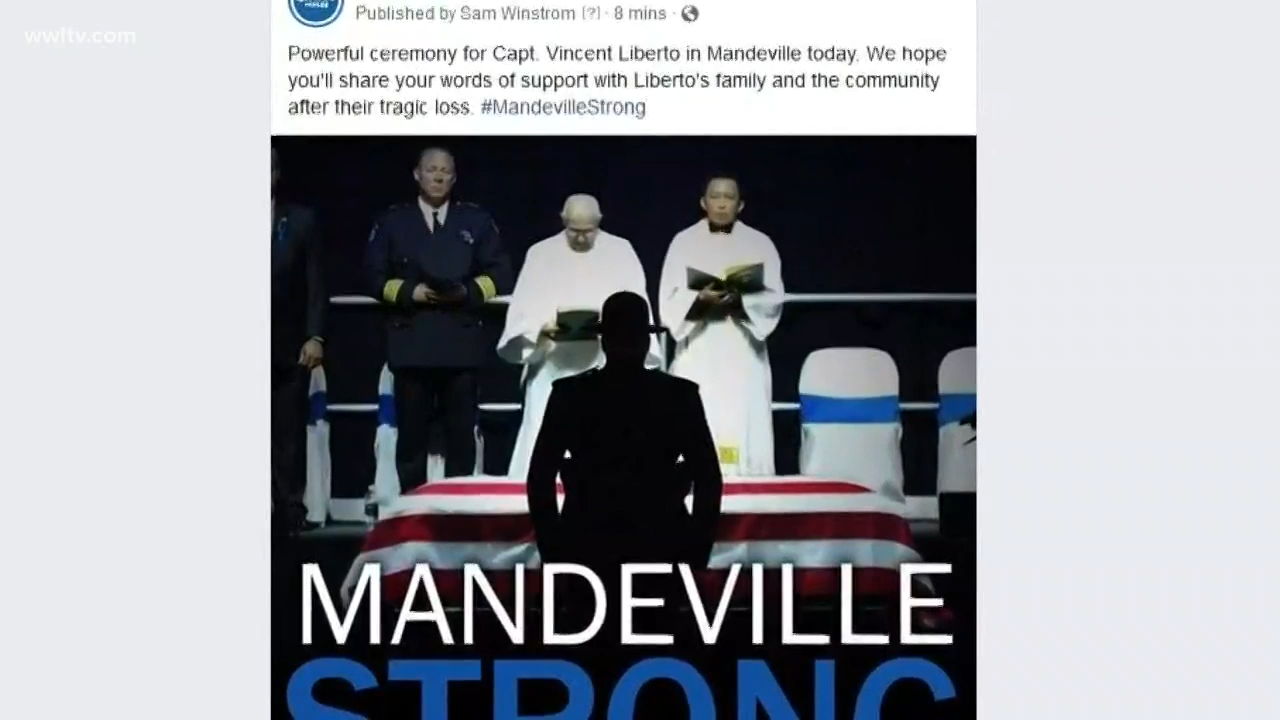 wwltv.com
Published by Sam Winstrom [?] · 8 mins ·
Powerful ceremony for Capt. Vincent Liberto in Mandeville today. We hope
you'll share your words of support with Liberto's family and the community
after their tragic loss. #MandevilleStrong
MANDEVILLE
STRONG